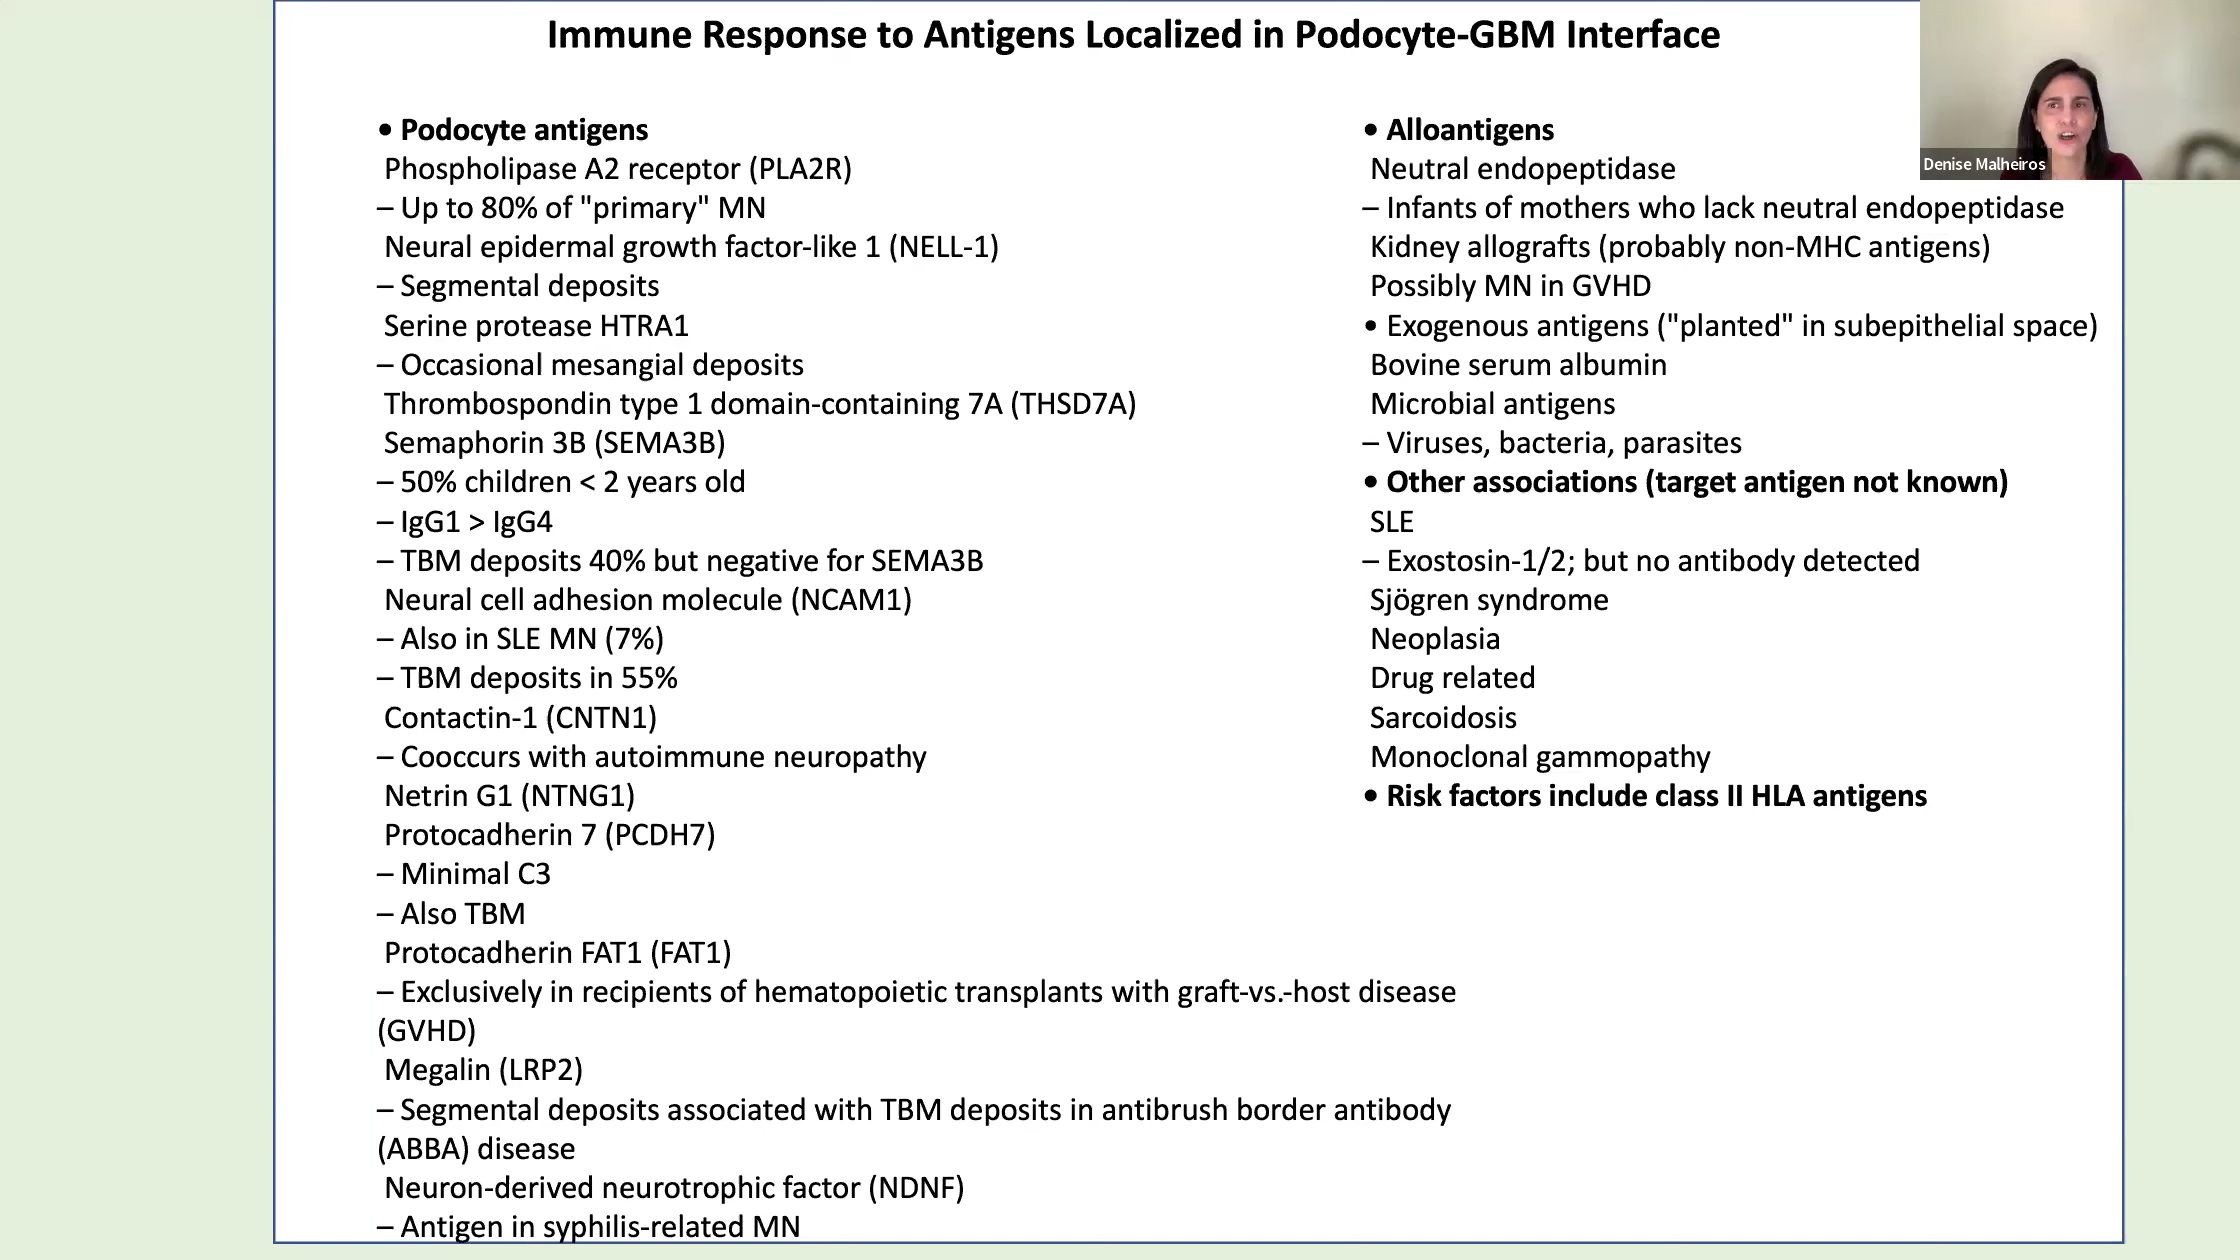 Immune Response to Antigens Localized in Podocyte-GBM Interface
• Podocyte antigens
Phospholipase A2 receptor (PLA2R)
– Up to 80% of "primary" MN
Neural epidermal growth factor-like 1 (NELL-1)
– Segmental deposits
Serine protease HTRA1
– Occasional mesangial deposits
Thrombospondin type 1 domain-containing 7A (THSD7A)
Semaphorin 3B (SEMA3B)
– 50% children < 2 years old
– IgG1 > IgG4
– TBM deposits 40% but negative for SEMA3B
Neural cell adhesion molecule (NCAM1)
– Also in SLE MN (7%)
– TBM deposits in 55%
Contactin-1 (CNTN1)
– Cooccurs with autoimmune neuropathy
Netrin G1 (NTNG1)
Protocadherin 7 (PCDH7)
– Minimal C3
– Also TBM
Protocadherin FAT1 (FAT1)
– Exclusively in recipients of hematopoietic transplants with graft-vs.-host disease
(GVHD)
Megalin (LRP2)
– Segmental deposits associated with TBM deposits in antibrush border antibody
(ABBA) disease
Neuron-derived neurotrophic factor (NDNF)
– Antigen in syphilis-related MN
• Alloantigens
Neutral endopeptidase
– Infants of mothers who lack neutral endopeptidase
Kidney allografts (probably non-MHC antigens)
Possibly MN in GVHD
• Exogenous antigens ("planted" in subepithelial space)
Bovine serum albumin
Microbial antigens
– Viruses, bacteria, parasites
• Other associations (target antigen not known)
SLE
– Exostosin-1/2; but no antibody detected
Sjögren syndrome
Neoplasia
Drug related
Sarcoidosis
Monoclonal gammopathy
• Risk factors include class II HLA antigens
Denise Malheiros